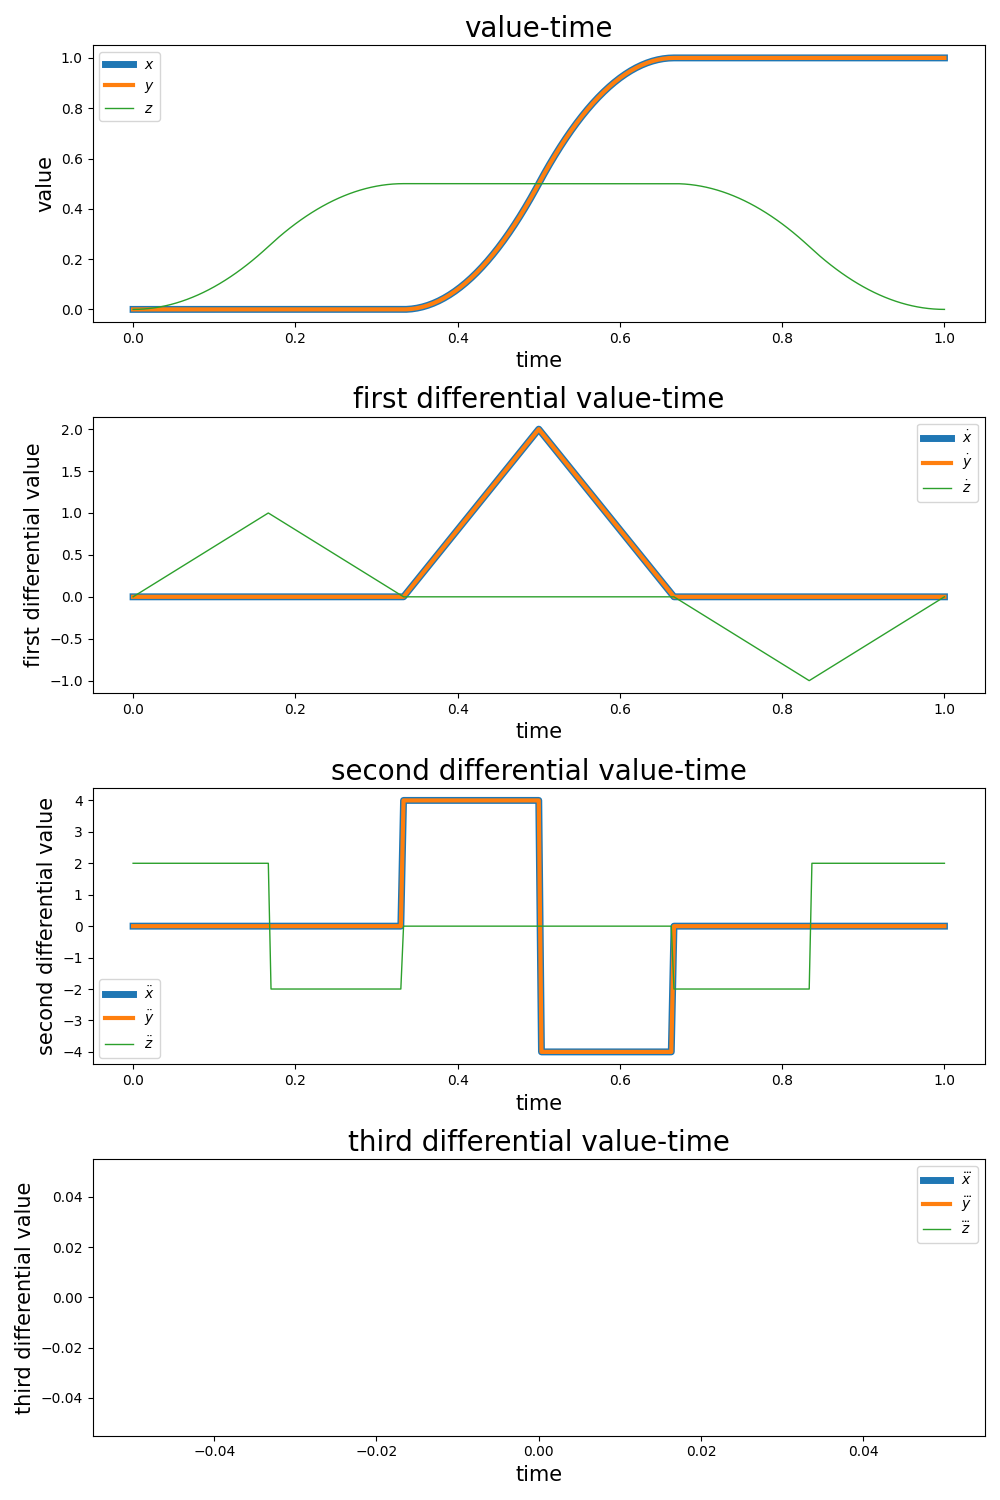 value-time
1.0
0.8
0.6
0.4
0.2
0.0
value
x
y
z
0.0 0.2 0.4 0.6 0.8 1.0
time
first differential value-time
2.0
1.5
1.0
0.5
0.0
−0.5
−1.0
first differential value
ẋ
ẏ
ż
0.0 0.2 0.4 0.6 0.8 1.0
time
second differential value-time
4
3
2
1
0
−1
−2
−3
−4
second differential value
ẍ
ÿ
z̈
0.0 0.2 0.4 0.6 0.8 1.0
time
third differential value-time
0.04
0.02
0.00
−0.02
−0.04
third differential value
x⃛
y⃛
z⃛
−0.04 −0.02 0.00 0.02 0.04
time